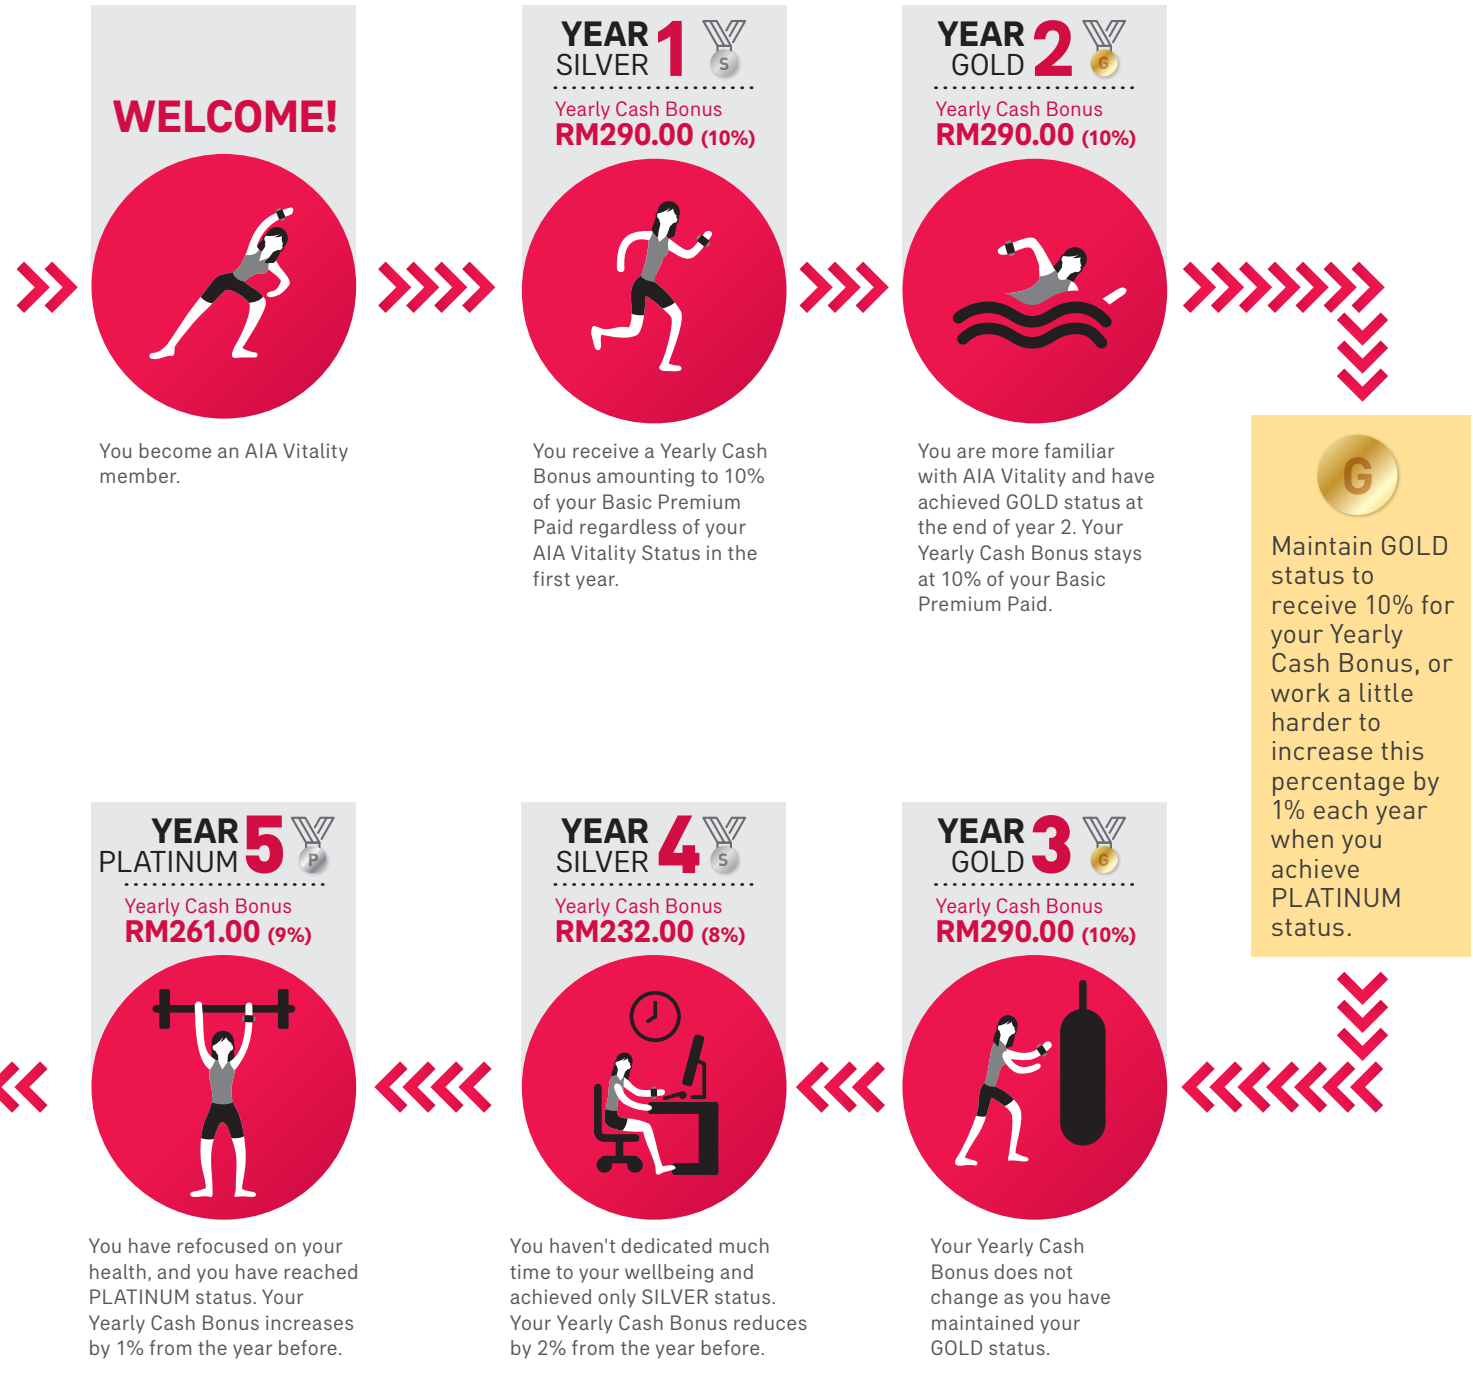 WELCOME!
You become an AIA Vitality
member.
YEAR 1
SILVER
S
Yearly Cash Bonus
RM290.00 (10%)
You receive a Yearly Cash
Bonus amounting to 10%
of your Basic Premium
Paid regardless of your
AIA Vitality Status in the
first year.
YEAR 2
GOLD
G
Yearly Cash Bonus
RM290.00 (10%)
You are more familiar
with AIA Vitality and have
achieved GOLD status at
the end of year 2. Your
Yearly Cash Bonus stays
at 10% of your Basic
Premium Paid.
G
Maintain GOLD
status to
receive 10% for
your Yearly
Cash Bonus, or
work a little
harder to
increase this
percentage by
1% each year
when you
achieve
PLATINUM
status.
YEAR 3
GOLD
G
Yearly Cash Bonus
RM290.00 (10%)
Your Yearly Cash
Bonus does not
change as you have
maintained your
GOLD status.
YEAR 4
SILVER
S
Yearly Cash Bonus
RM232.00 (8%)
You haven't dedicated much
time to your wellbeing and
achieved only SILVER status.
Your Yearly Cash Bonus reduces
by 2% from the year before.
YEAR 5
PLATINUM
P
Yearly Cash Bonus
RM261.00 (9%)
You have refocused on your
health, and you have reached
PLATINUM status. Your
Yearly Cash Bonus increases
by 1% from the year before.